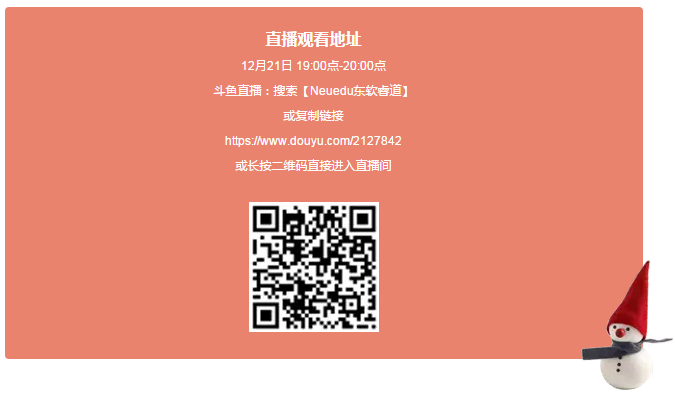 直播观看地址
12月21日 19:00点-20:00点
斗鱼直播：搜索【Neuedu东软睿道】
或复制链接
https://www.douyu.com/2127842
或长按二维码直接进入直播间